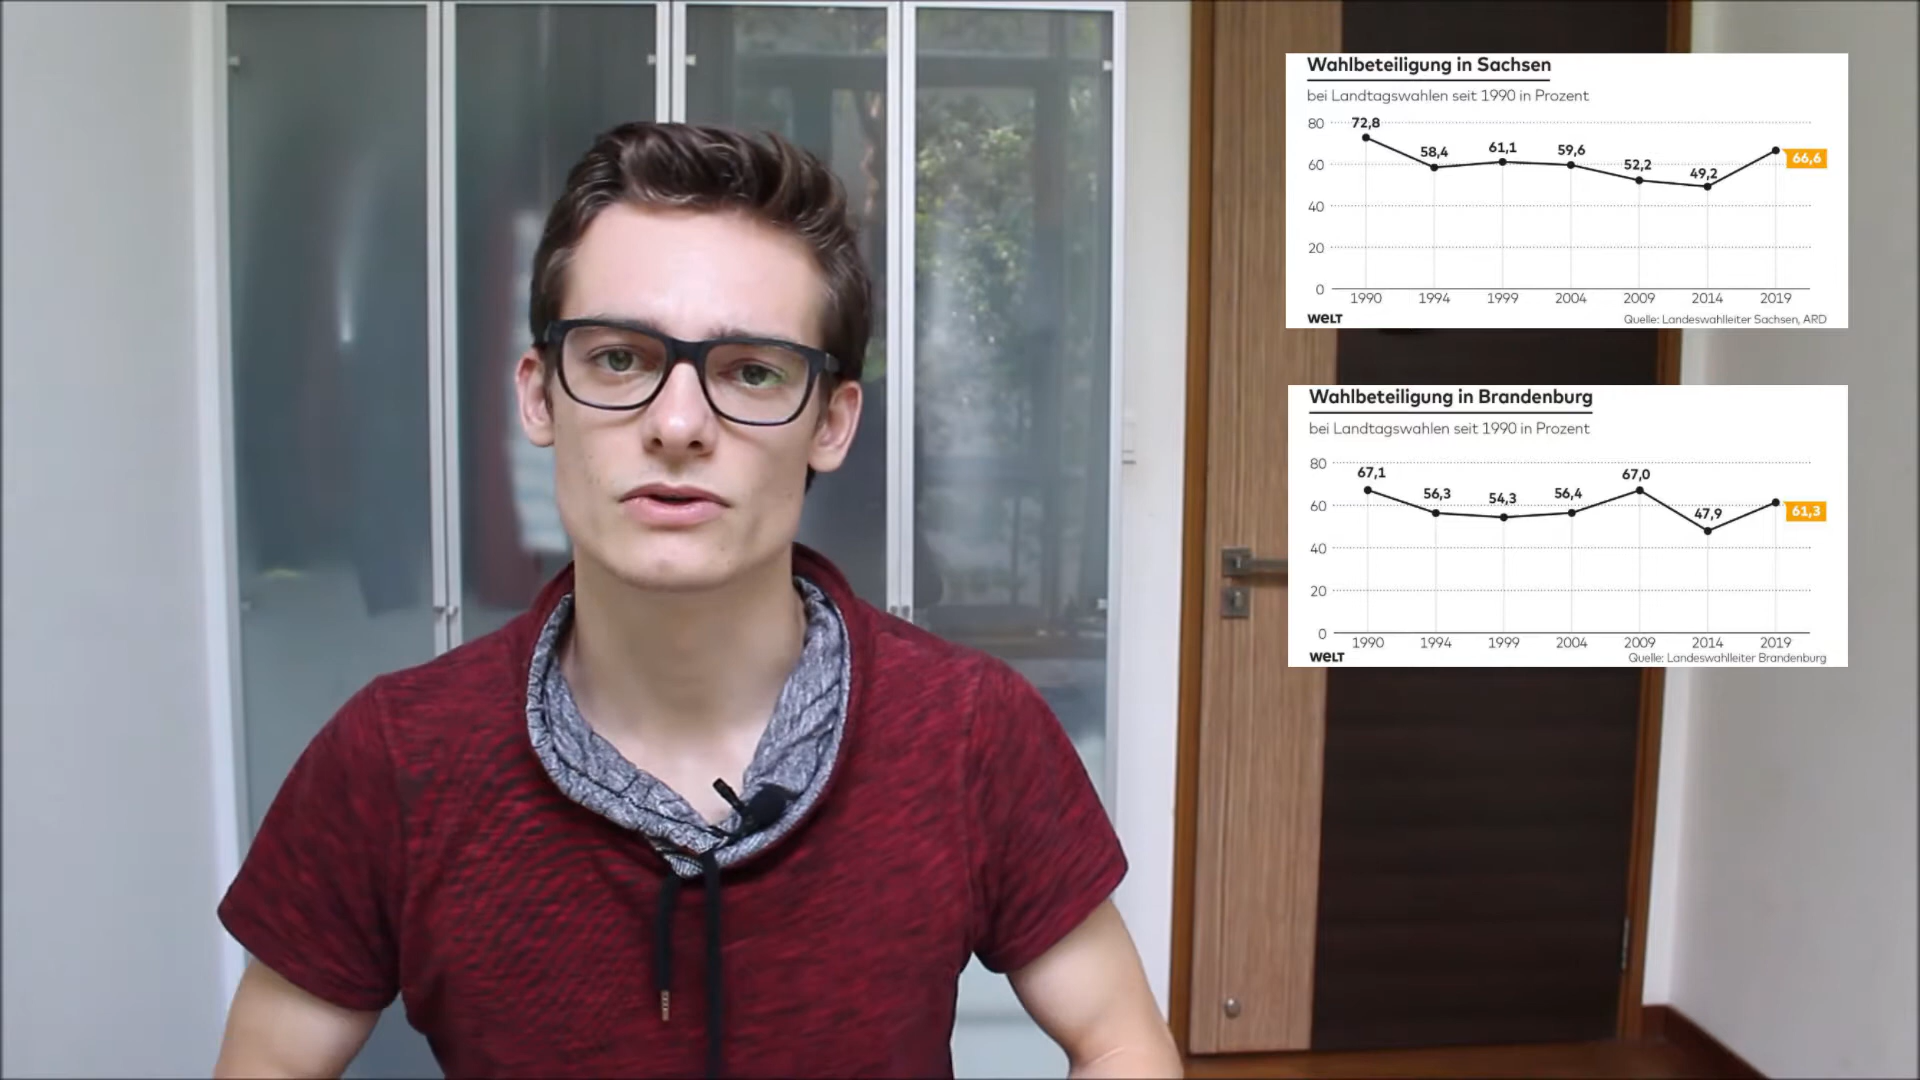 Wahlbeteiligung in Sachsen
bei Landtagswahlen seit 1990 in Prozent
80
72,8
58,4
61,1
59,6
52,2
49,2
66,6
60
40
20
0
1990 1994 1999 2004 2009 2014 2019
WELT
Quelle: Landeswahlleiter Sachsen, ARD
Wahlbeteiligung in Brandenburg
bei Landtagswahlen seit 1990 in Prozent
80
67,1
56,3
54,3
56,4
67,0
47,9
61,3
60
40
20
0
1990 1994 1999 2004 2009 2014 2019
WELT
Quelle: Landeswahlleiter Brandenburg